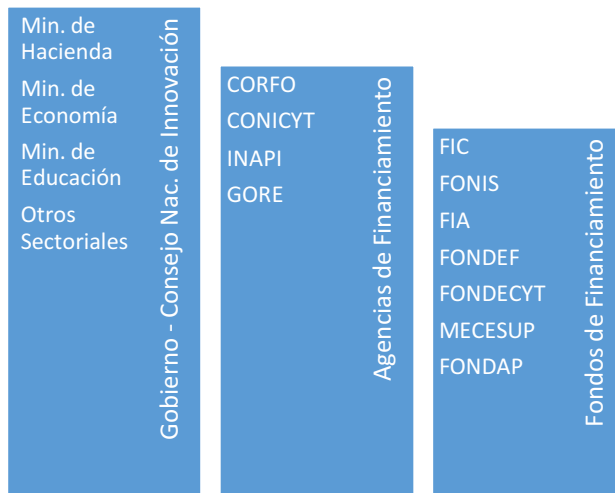 Min. de
Hacienda
Min. de
Economía
Min. de
Educación
Otros
Sectoriales
Gobierno - Consejo Nac. de Innovación
CORFO
CONICYT
INAPI
GORE
Agencias de Financiamiento
FIC
FONIS
FIA
FONDEF
FONDECYT
MECESUP
FONDAP
Fondos de Financiamiento